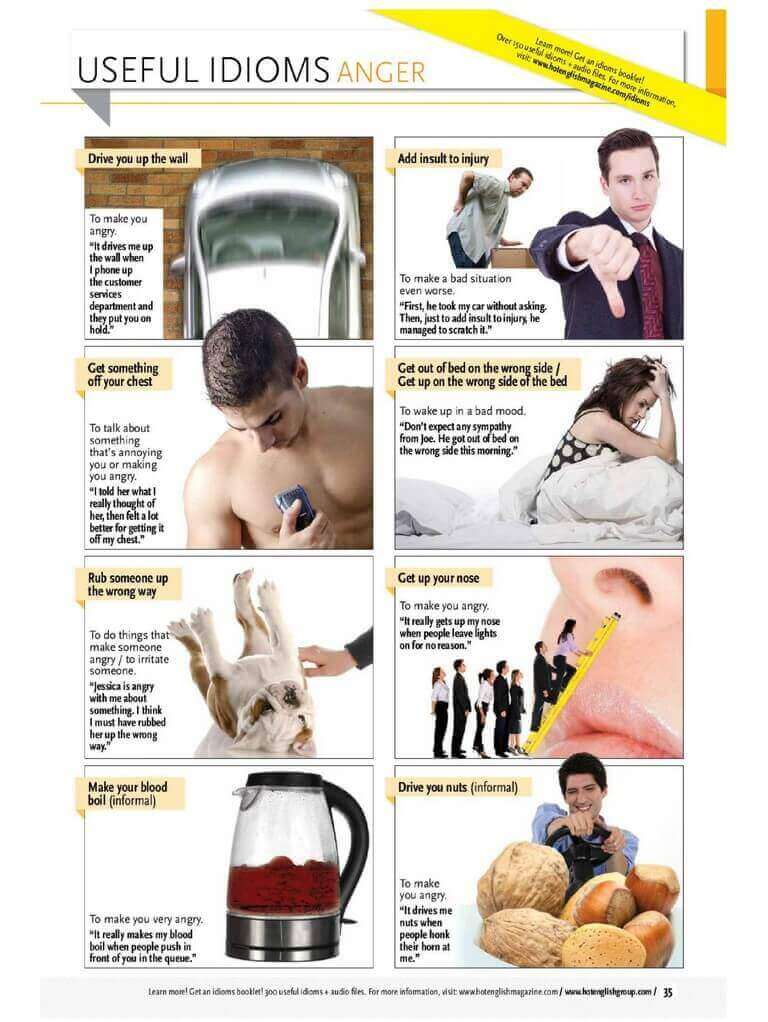 USEFUL IDIOMS ANGER
Learn more! Get an idioms booklet!
Over 150 useful idioms + audio files. For more information,
visit: www.hotenglishmagazine.com/idioms
Drive you up the wall
To make you
angry.
"It drives me up
the wall when
I phone up
the customer
services
department and
they put you on
hold."
Add insult to injury
To make a bad situation
even worse.
"First, he took my car without asking.
Then, just to add insult to injury, he
managed to scratch it."
Get something
off your chest
To talk about
something
that's annoying
you or making
you angry.
"I told her what I
really thought of
her, then felt a lot
better for getting it
off my chest."
Get out of bed on the wrong side /
Get up on the wrong side of the bed
To wake up in a bad mood.
"Don't expect any sympathy
from Joe. He got out of bed on
the wrong side this morning."
Rub someone up
the wrong way
To do things that
make someone
angry / to irritate
someone.
"Jessica is angry
with me about
something. I think
I must have rubbed
her up the wrong
way."
Get up your nose
To make you angry.
"It really gets up my nose
when people leave lights
on for no reason."
Make your blood
boil (informal)
To make you very angry.
"It really makes my blood
boil when people push in
front of you in the queue."
Drive you nuts (informal)
To make
you angry.
"It drives me
nuts when
people honk
their horn at
me."
Learn more! Get an idioms booklet! 300 useful idioms + audio files. For more information, visit: www.hotenglishmagazine.com / www.hotenglishgroup.com / 35